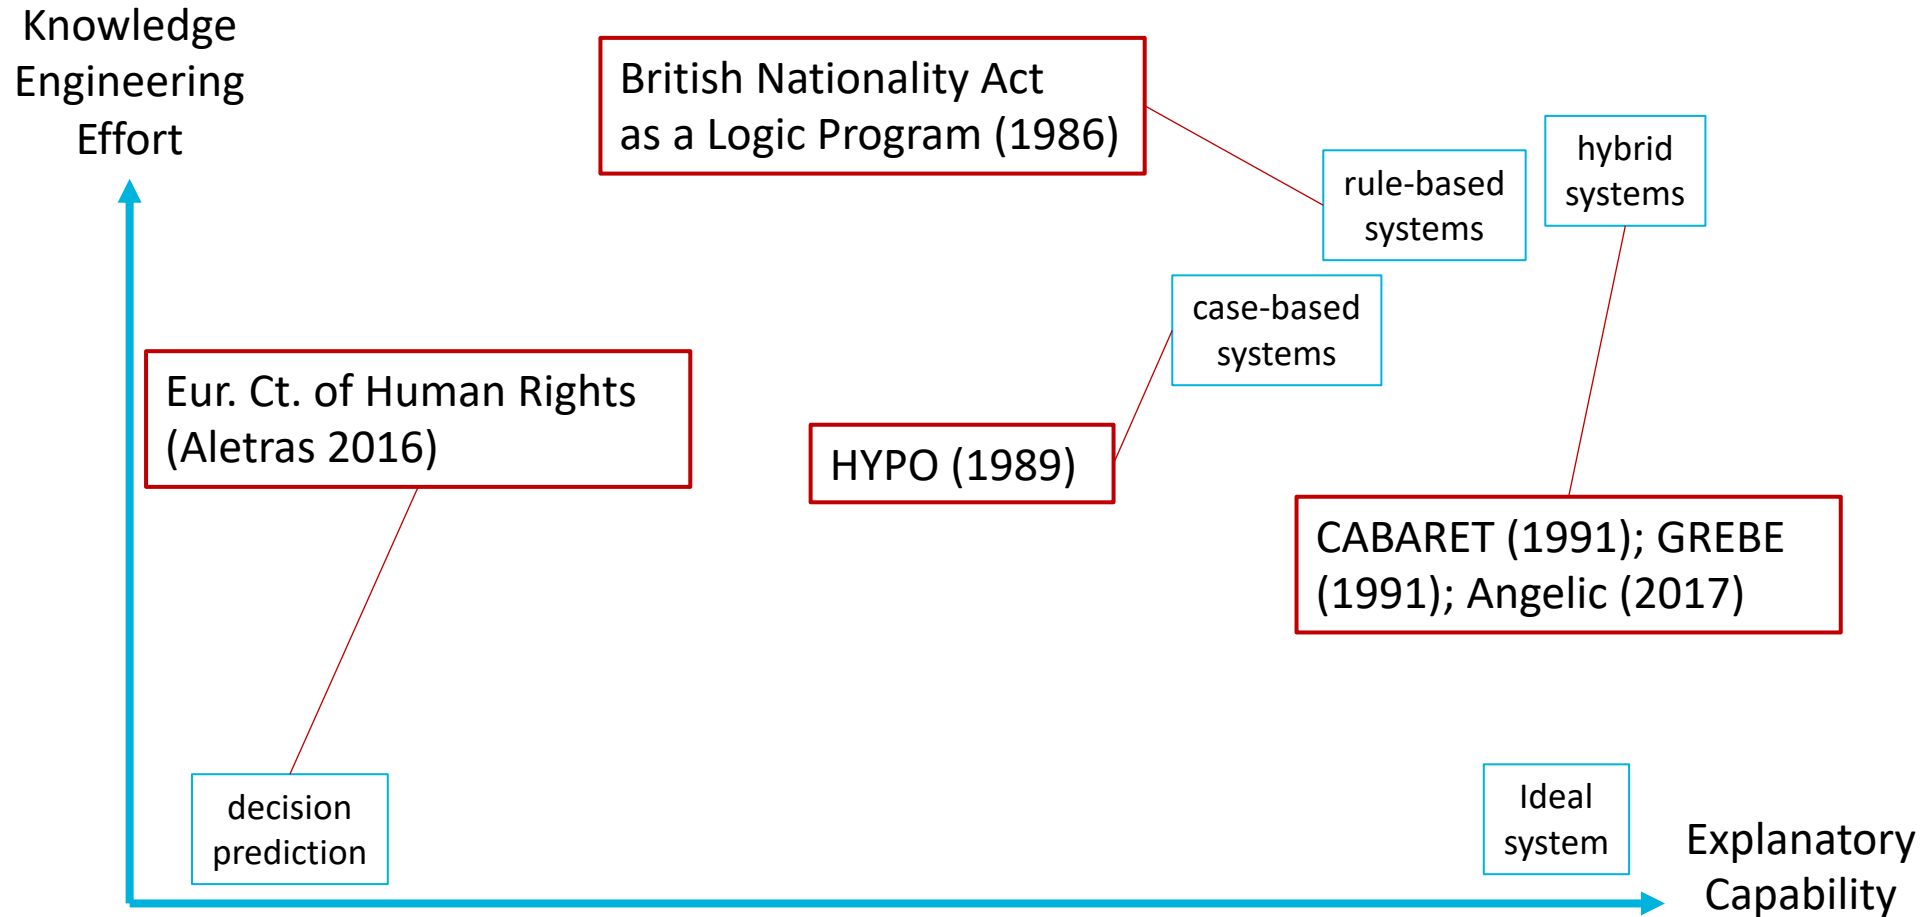 Knowledge
Engineering
Effort
British Nationality Act
as a Logic Program (1986)
hybrid
systems
rule-based
systems
case-based
systems
Eur. Ct. of Human Rights
(Aletras 2016)
HYPO (1989)
CABARET (1991); GREBE
(1991); Angelic (2017)
decision
prediction
Ideal
system
Explanatory
Capability